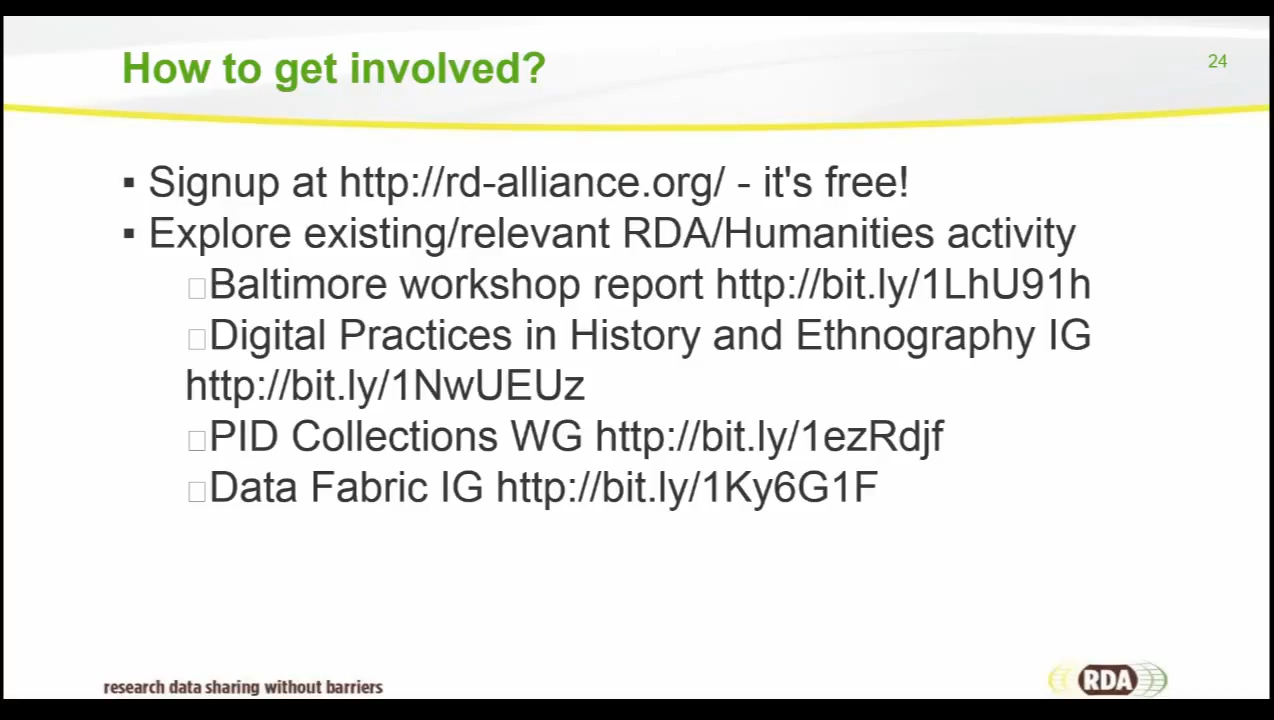 How to get involved?
24
▪ Signup at http://rd-alliance.org/ - it's free!
▪ Explore existing/relevant RDA/Humanities activity
□Baltimore workshop report http://bit.ly/1LhU91h
□Digital Practices in History and Ethnography IG
http://bit.ly/1NwUEUz
□PID Collections WG http://bit.ly/1ezRdjf
□Data Fabric IG http://bit.ly/1Ky6G1F
research data sharing without barriers
RDA